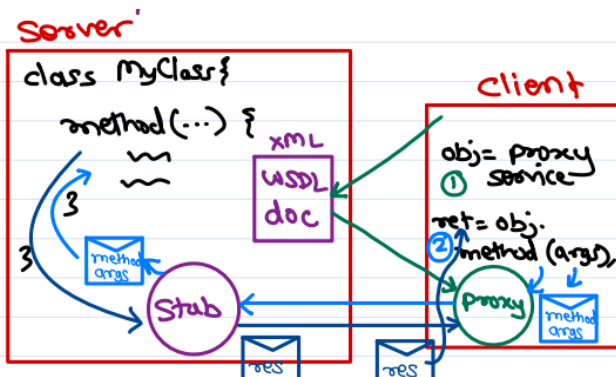 Server
class MyClass{
method(...) {
3
3
method
args
Stub
res
XML
WSDL
doc
client
obj= proxy
① service
ret= obj.
② method (args),
proxy
method
args
res